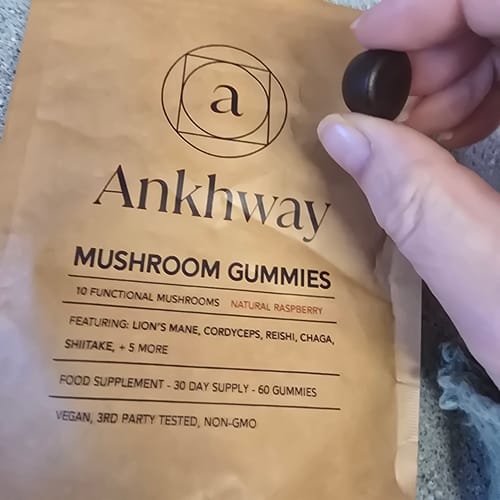 a
Ankhway
MUSHROOM GUMMIES
10 FUNCTIONAL MUSHROOMS NATURAL RASPBERRY
FEATURING: LION'S MANE, CORDYCEPS, REISHI, CHAGA,
SHIITAKE, + 5 MORE
FOOD SUPPLEMENT - 30 DAY SUPPLY - 60 GUMMIES
VEGAN, 3RD PARTY TESTED, NON-GMO